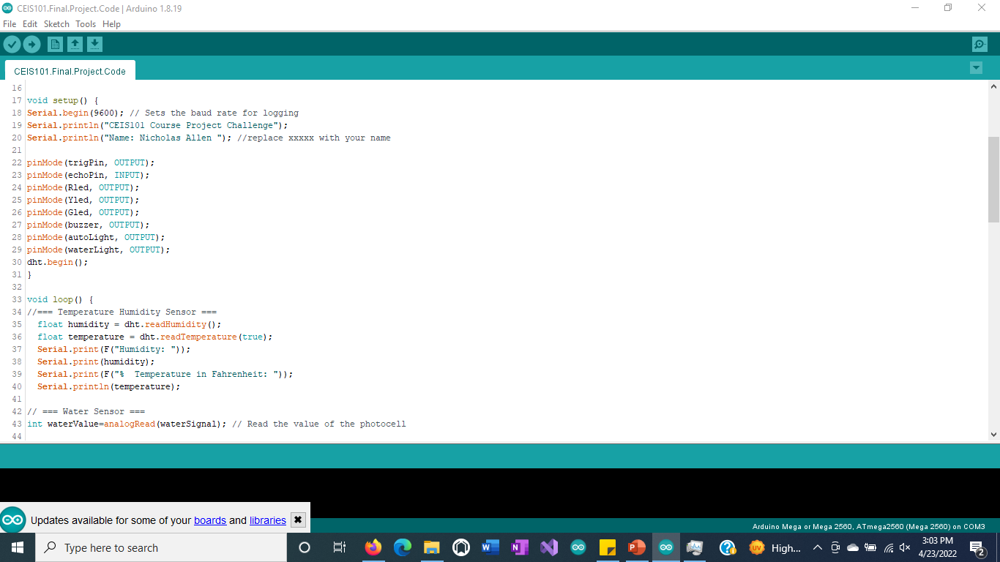 CEIS101.Final.Project.Code | Arduino 1.8.19
File Edit Sketch Tools Help
CEIS101.Final.Project.Code
16
17 void setup() {
18 Serial.begin(9600); // Sets the baud rate for logging
19 Serial.println("CEIS101 Course Project Challenge");
20 Serial.println("Name: Nicholas Allen "); //replace xxxxx with your name
21
22 pinMode(trigPin, OUTPUT);
23 pinMode(echoPin, INPUT);
24 pinMode(Rled, OUTPUT);
25 pinMode(Yled, OUTPUT);
26 pinMode(Gled, OUTPUT);
27 pinMode(buzzer, OUTPUT);
28 pinMode(autoLight, OUTPUT);
29 pinMode(waterLight, OUTPUT);
30 dht.begin();
31 }
32
33 void loop() {
34 //=== Temperature Humidity Sensor ===
35 float humidity = dht.readHumidity();
36 float temperature = dht.readTemperature(true);
37 Serial.print(F("Humidity: "));
38 Serial.print(humidity);
39 Serial.print(F("%  Temperature in Fahrenheit: "));
40 Serial.println(temperature);
41
42 // === Water Sensor ===
43 int waterValue=analogRead(waterSignal); // Read the value of the photocell
44
Updates available for some of your boards and libraries
Arduino Mega or Mega 2560, ATmega2560 (Mega 2560) on COM3
Type here to search
UV High...
3:03 PM
4/23/2022
2